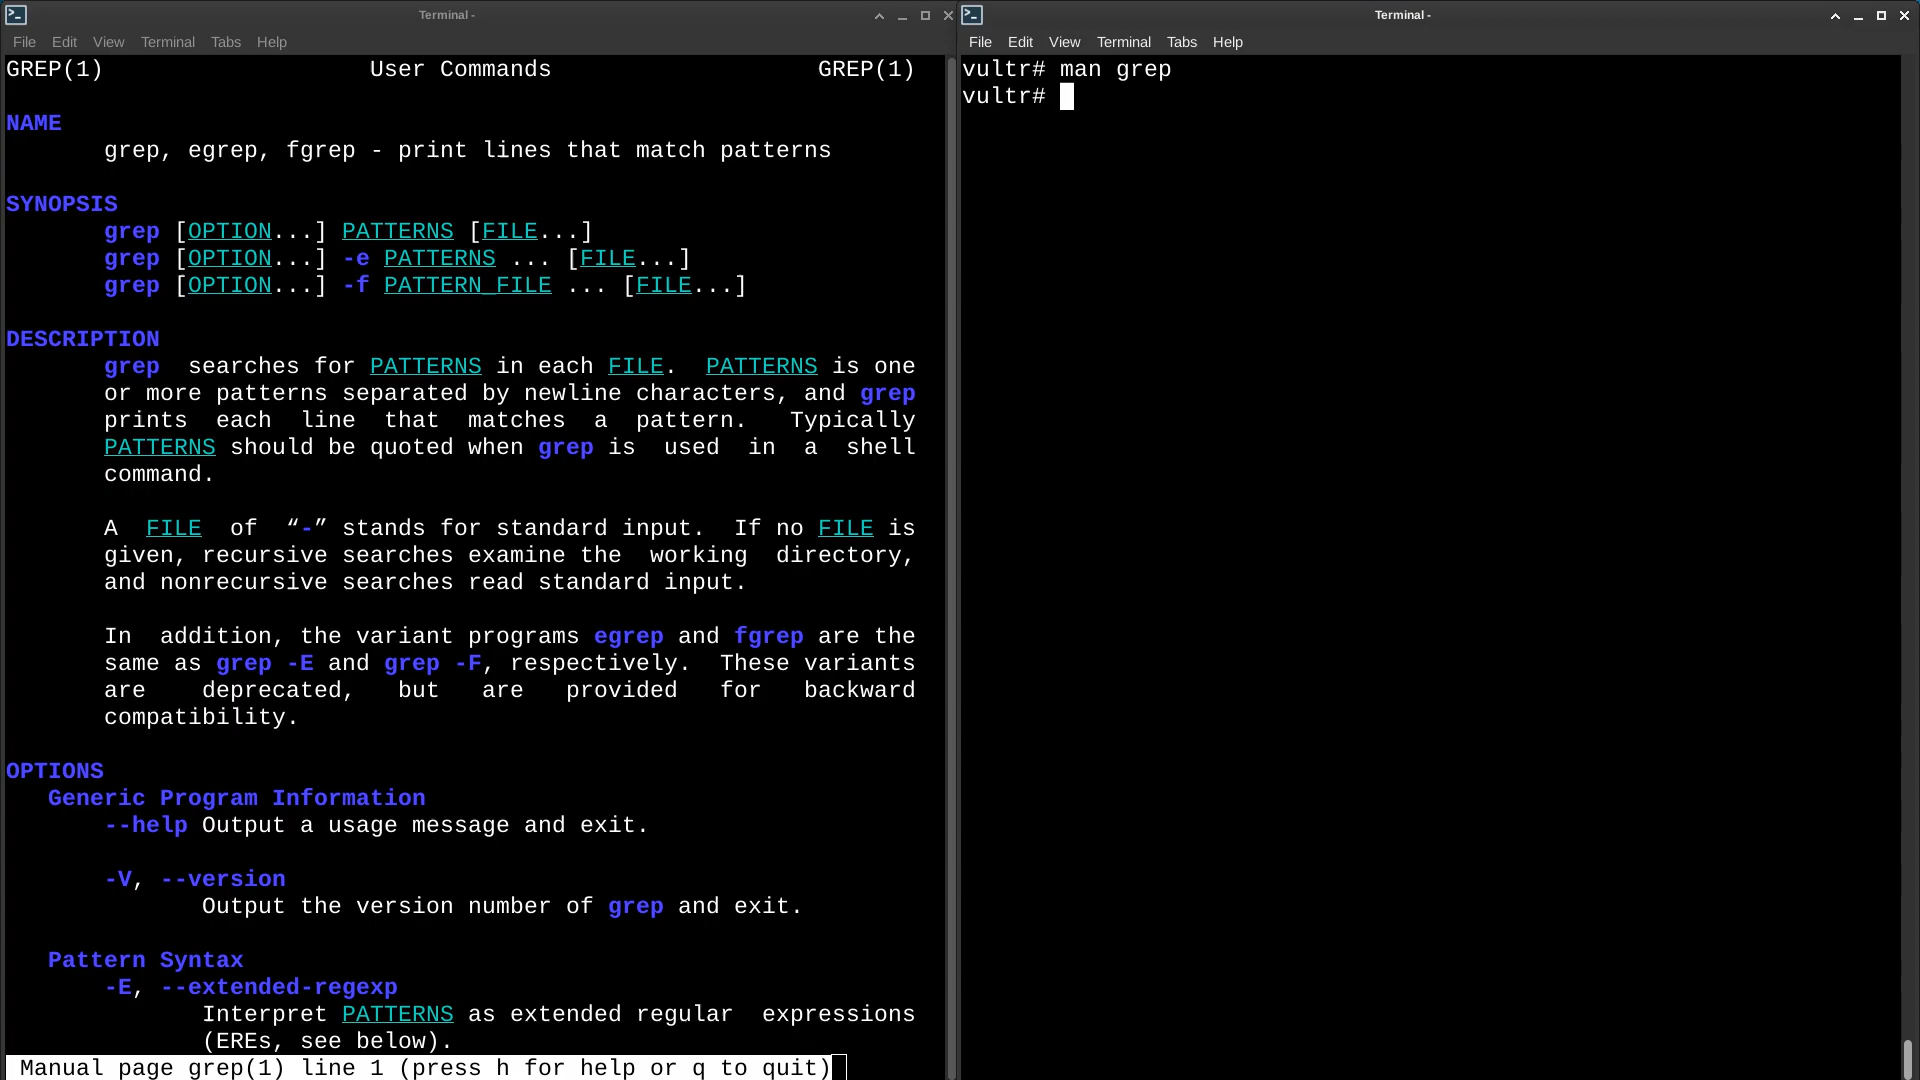 Terminal -
File Edit View Terminal Tabs Help
GREP(1) User Commands GREP(1)
NAME
grep, egrep, fgrep - print lines that match patterns
SYNOPSIS
grep [OPTION...] PATTERNS [FILE...]
grep [OPTION...] -e PATTERNS ... [FILE...]
grep [OPTION...] -f PATTERN_FILE ... [FILE...]
DESCRIPTION
grep searches for PATTERNS in each FILE. PATTERNS is one
or more patterns separated by newline characters, and grep
prints each line that matches a pattern. Typically
PATTERNS should be quoted when grep is used in a shell
command.
A FILE of “-” stands for standard input. If no FILE is
given, recursive searches examine the working directory,
and nonrecursive searches read standard input.
In addition, the variant programs egrep and fgrep are the
same as grep -E and grep -F, respectively. These variants
are deprecated, but are provided for backward
compatibility.
OPTIONS
Generic Program Information
--help Output a usage message and exit.
-V, --version
Output the version number of grep and exit.
Pattern Syntax
-E, --extended-regexp
Interpret PATTERNS as extended regular expressions
(EREs, see below).
Manual page grep(1) line 1 (press h for help or q to quit)
Terminal -
File Edit View Terminal Tabs Help
vultr# man grep
vultr#